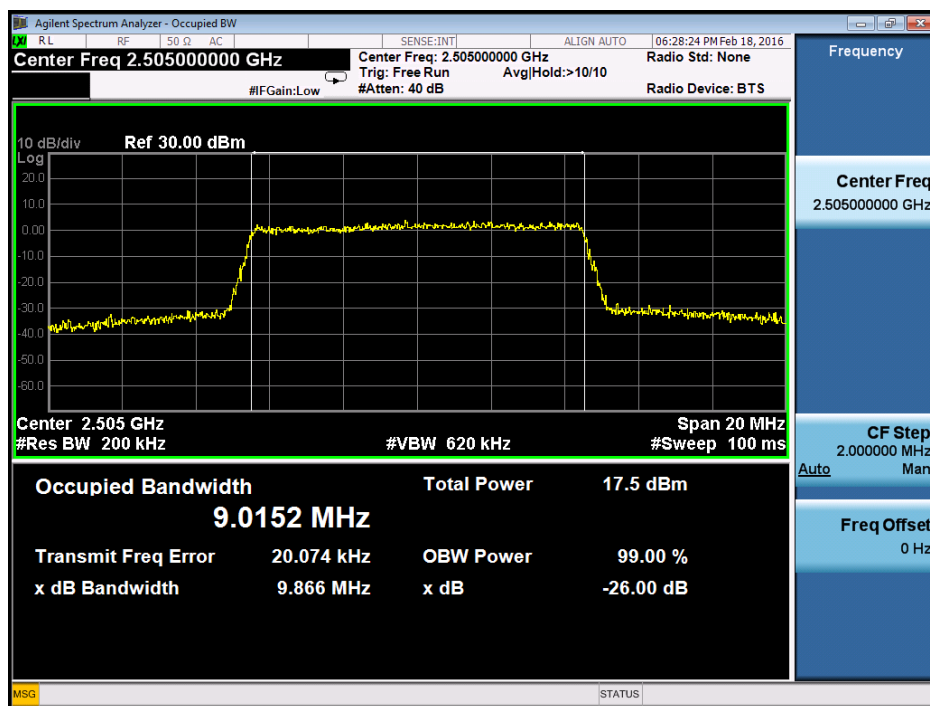 Agilent Spectrum Analyzer - Occupied BW
LXI RL RF 50 Ω AC SENSE:INT ALIGN AUTO 06:28:24 PM Feb 18, 2016
Center Freq 2.505000000 GHz
Center Freq: 2.505000000 GHz Radio Std: None
Trig: Free Run Avg|Hold:>10/10
#IFGain:Low #Atten: 40 dB Radio Device: BTS
Frequency
10 dB/div Ref 30.00 dBm
Log
20.0
10.0
0.00
-10.0
-20.0
-30.0
-40.0
-50.0
-60.0
Center 2.505 GHz Span 20 MHz
#Res BW 200 kHz #VBW 620 kHz #Sweep 100 ms
Occupied Bandwidth Total Power 17.5 dBm
9.0152 MHz
Transmit Freq Error 20.074 kHz OBW Power 99.00 %
x dB Bandwidth 9.866 MHz x dB -26.00 dB
Center Freq
2.505000000 GHz
CF Step
2.000000 MHz
Auto Man
Freq Offset
0 Hz
MSG STATUS